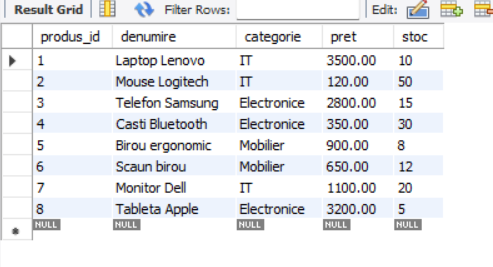 Result Grid Filter Rows: Edit:
produs_id denumire categorie pret stoc
1 Laptop Lenovo IT 3500.00 10
2 Mouse Logitech IT 120.00 50
3 Telefon Samsung Electronice 2800.00 15
4 Casti Bluetooth Electronice 350.00 30
5 Birou ergonomic Mobilier 900.00 8
6 Scaun birou Mobilier 650.00 12
7 Monitor Dell IT 1100.00 20
8 Tableta Apple Electronice 3200.00 5
NULL NULL NULL NULL NULL